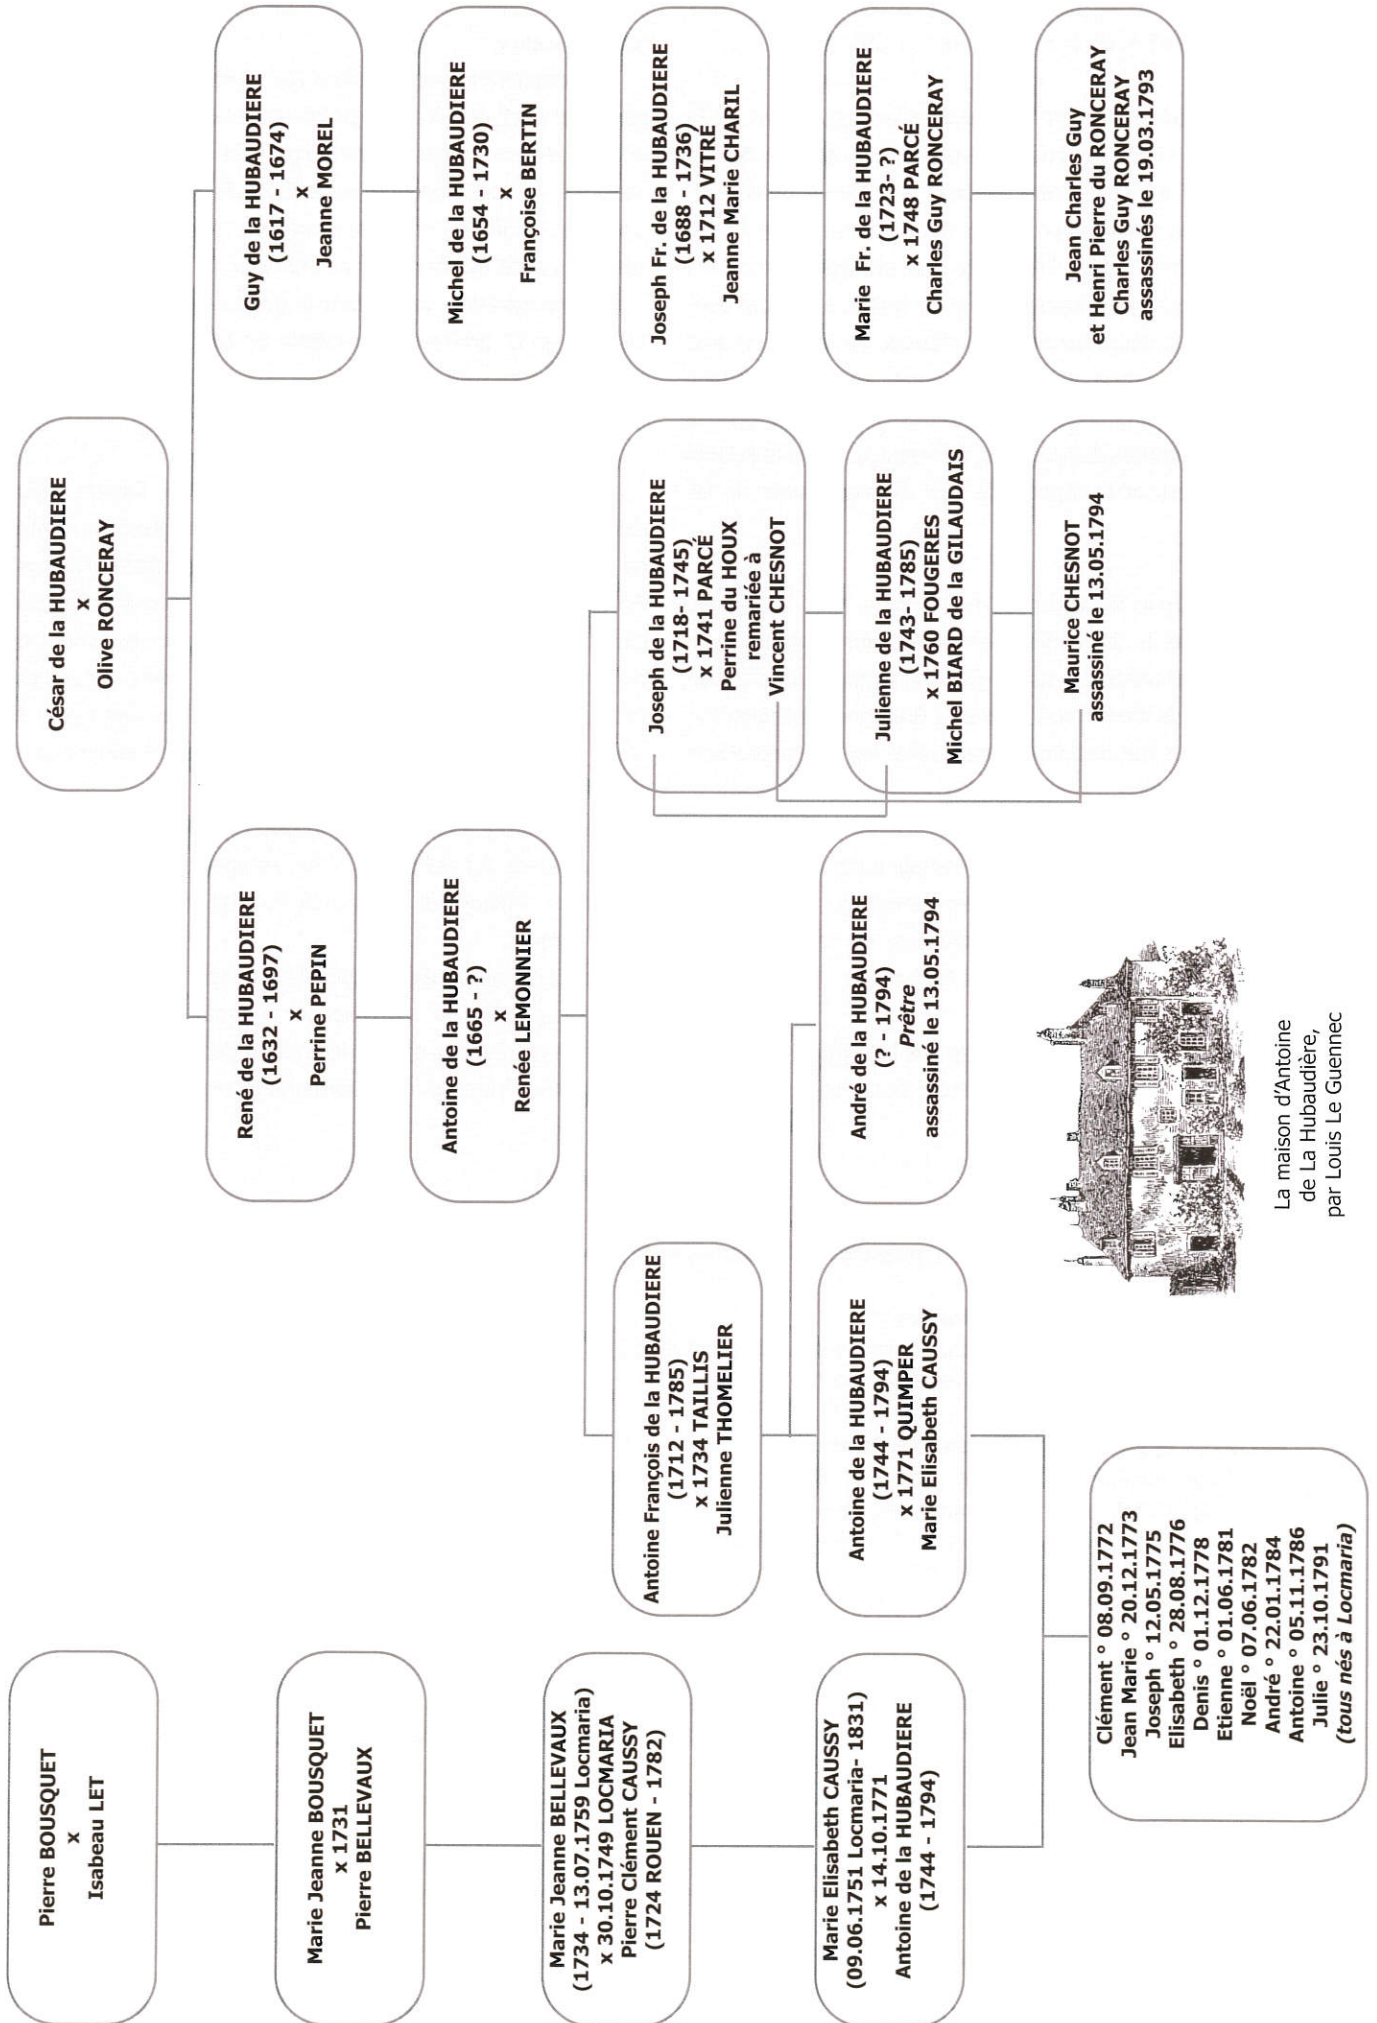 Pierre BOUSQUET
x
Isabeau LET
Marie Jeanne BOUSQUET
x 1731
Pierre BELLEVAUX
Marie Jeanne BELLEVAUX
(1734 - 13.07.1759 Locmaria)
x 30.10.1749 LOCMARIA
Pierre Clément CAUSSY
(1724 ROUEN - 1782)
Marie Elisabeth CAUSSY
(09.06.1751 Locmaria- 1831)
x 14.10.1771
Antoine de la HUBAUDIERE
(1744 - 1794)
César de la HUBAUDIERE
x
Olive RONCERAY
René de la HUBAUDIERE
(1632 - 1697)
x
Perrine PEPIN
Guy de la HUBAUDIERE
(1617 - 1674)
x
Jeanne MOREL
Antoine de la HUBAUDIERE
(1665 - ?)
x
Renée LEMONNIER
Michel de la HUBAUDIERE
(1654 - 1730)
x
Françoise BERTIN
Antoine François de la HUBAUDIERE
(1712 - 1785)
x 1734 TAILLIS
Julienne THOMELIER
Joseph de la HUBAUDIERE
(1718- 1745)
x 1741 PARCÉ
Perrine du HOUX
remariée à
Vincent CHESNOT
Joseph Fr. de la HUBAUDIERE
(1688 - 1736)
x 1712 VITRE
Jeanne Marie CHARIL
Antoine de la HUBAUDIERE
(1744 - 1794)
x 1771 QUIMPER
Marie Elisabeth CAUSSY
André de la HUBAUDIERE
(? - 1794)
Prêtre
assassiné le 13.05.1794
Julienne de la HUBAUDIERE
(1743- 1785)
x 1760 FOUGERES
Michel BIARD de la GILAUDAIS
Marie  Fr. de la HUBAUDIERE
(1723- ?)
x 1748 PARCÉ
Charles Guy RONCERAY
Maurice CHESNOT
assassiné le 13.05.1794
Jean Charles Guy
et Henri Pierre du RONCERAY
Charles Guy RONCERAY
assassinés le 19.03.1793
Clément ° 08.09.1772
Jean Marie ° 20.12.1773
Joseph ° 12.05.1775
Elisabeth ° 28.08.1776
Denis ° 01.12.1778
Etienne ° 01.06.1781
Noël ° 07.06.1782
André ° 22.01.1784
Antoine ° 05.11.1786
Julie ° 23.10.1791
(tous nés à Locmaria)
La maison d'Antoine
de La Hubaudière,
par Louis Le Guennec